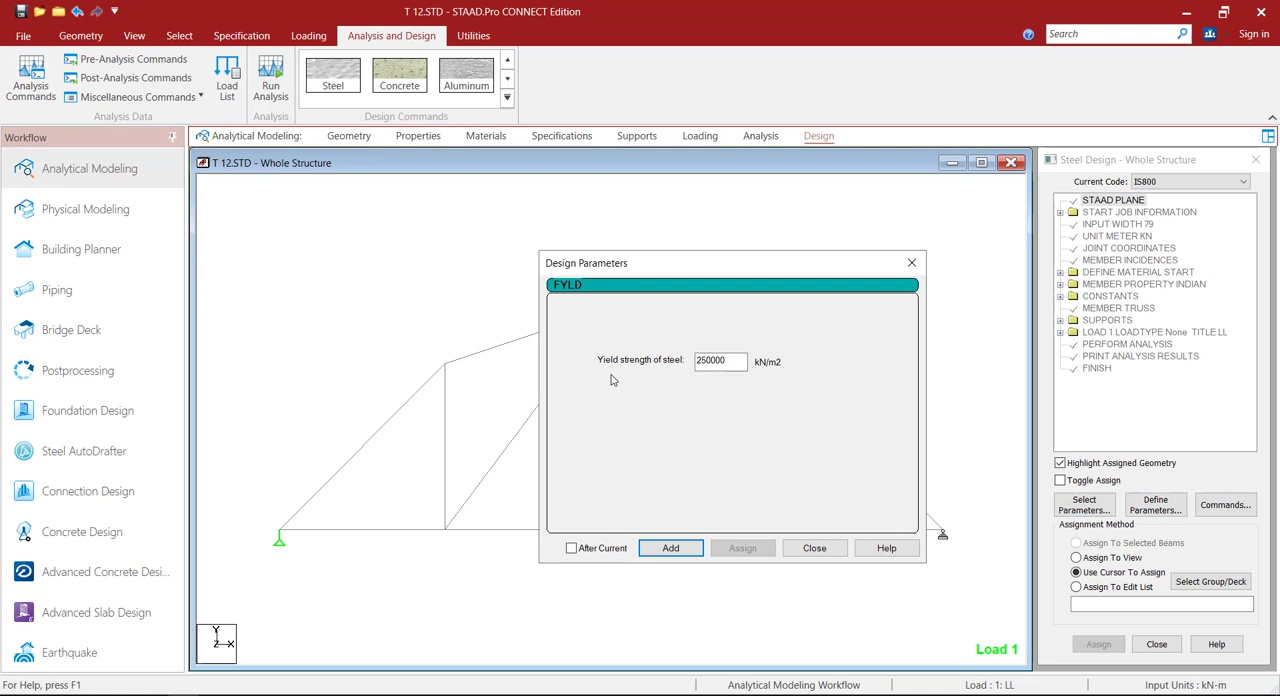 T 12.STD - STAAD.Pro CONNECT Edition
File
Geometry
View
Select
Specification
Loading
Analysis and Design
Utilities
Search
Sign in
Analysis Commands
Pre-Analysis Commands
Post-Analysis Commands
Miscellaneous Commands
Load List
Run Analysis
Steel
Concrete
Aluminum
Analysis Data
Analysis
Design Commands
Workflow
Analytical Modeling:
Geometry
Properties
Materials
Specifications
Supports
Loading
Analysis
Design
Analytical Modeling
Physical Modeling
Building Planner
Piping
Bridge Deck
Postprocessing
Foundation Design
Steel AutoDrafter
Connection Design
Concrete Design
Advanced Concrete Desi...
Advanced Slab Design
Earthquake
T 12.STD - Whole Structure
Design Parameters
FYLD
Yield strength of steel: 250000 kN/m2
After Current
Add
Assign
Close
Help
Y
Z
X
Load 1
Steel Design - Whole Structure
Current Code: IS800
STAAD PLANE
START JOB INFORMATION
INPUT WIDTH 79
UNIT METER KN
JOINT COORDINATES
MEMBER INCIDENCES
DEFINE MATERIAL START
MEMBER PROPERTY INDIAN
CONSTANTS
MEMBER TRUSS
SUPPORTS
LOAD 1 LOADTYPE None TITLE LL
PERFORM ANALYSIS
PRINT ANALYSIS RESULTS
FINISH
Highlight Assigned Geometry
Toggle Assign
Select Parameters...
Define Parameters...
Commands...
Assignment Method
Assign To Selected Beams
Assign To View
Use Cursor To Assign
Select Group/Deck
Assign To Edit List
Assign
Close
Help
For Help, press F1
Analytical Modeling Workflow
Load : 1: LL
Input Units : kN-m